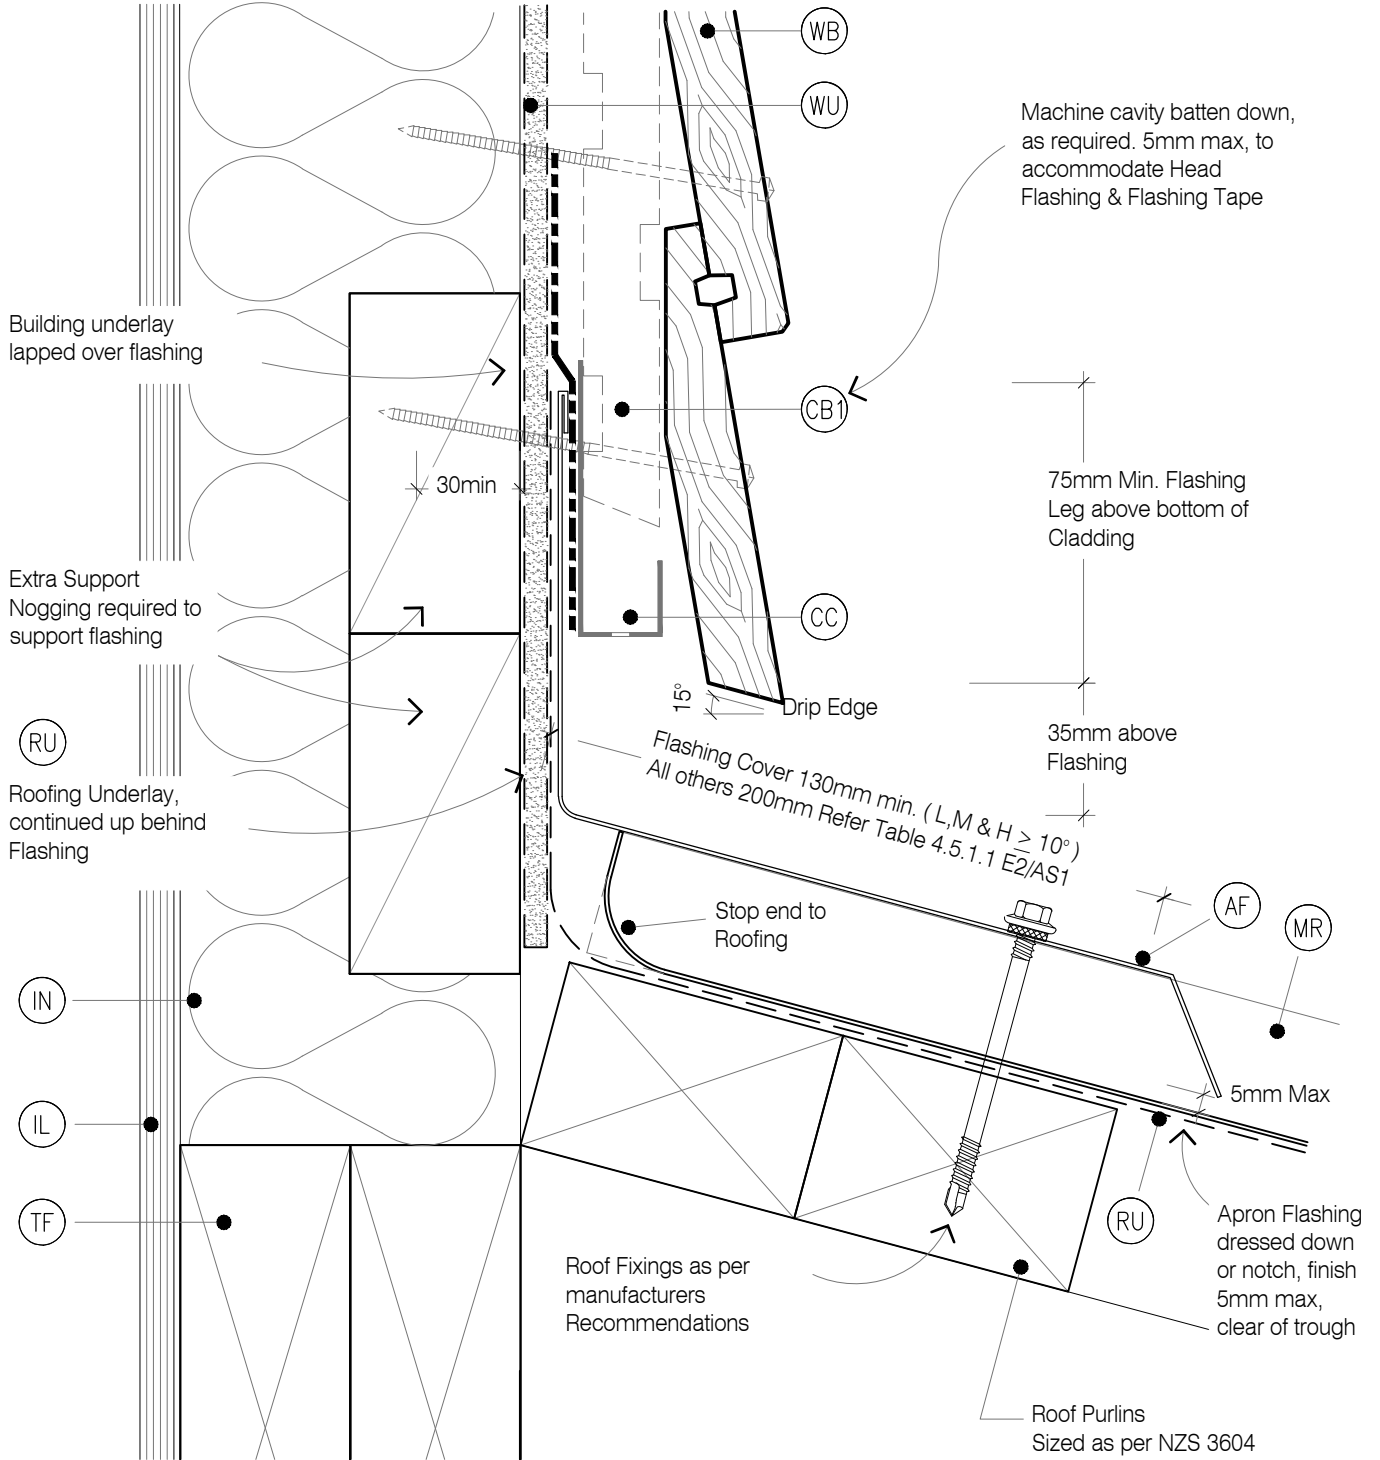 WB
WU
Machine cavity batten down,
as required. 5mm max, to
accommodate Head
Flashing & Flashing Tape
Building underlay
lapped over flashing
CB1
30min
75mm Min. Flashing
Leg above bottom of
Cladding
Extra Support
Nogging required to
support flashing
CC
15°
Drip Edge
RU
35mm above
Flashing
Flashing Cover 130mm min. ( L,M & H ≥ 10° )
All others 200mm Refer Table 4.5.1.1 E2/AS1
Roofing Underlay,
continued up behind
Flashing
Stop end to
Roofing
AF
MR
IN
5mm Max
IL
TF
RU
Apron Flashing
dressed down
or notch, finish
5mm max,
clear of trough
Roof Fixings as per
manufacturers
Recommendations
Roof Purlins
Sized as per NZS 3604